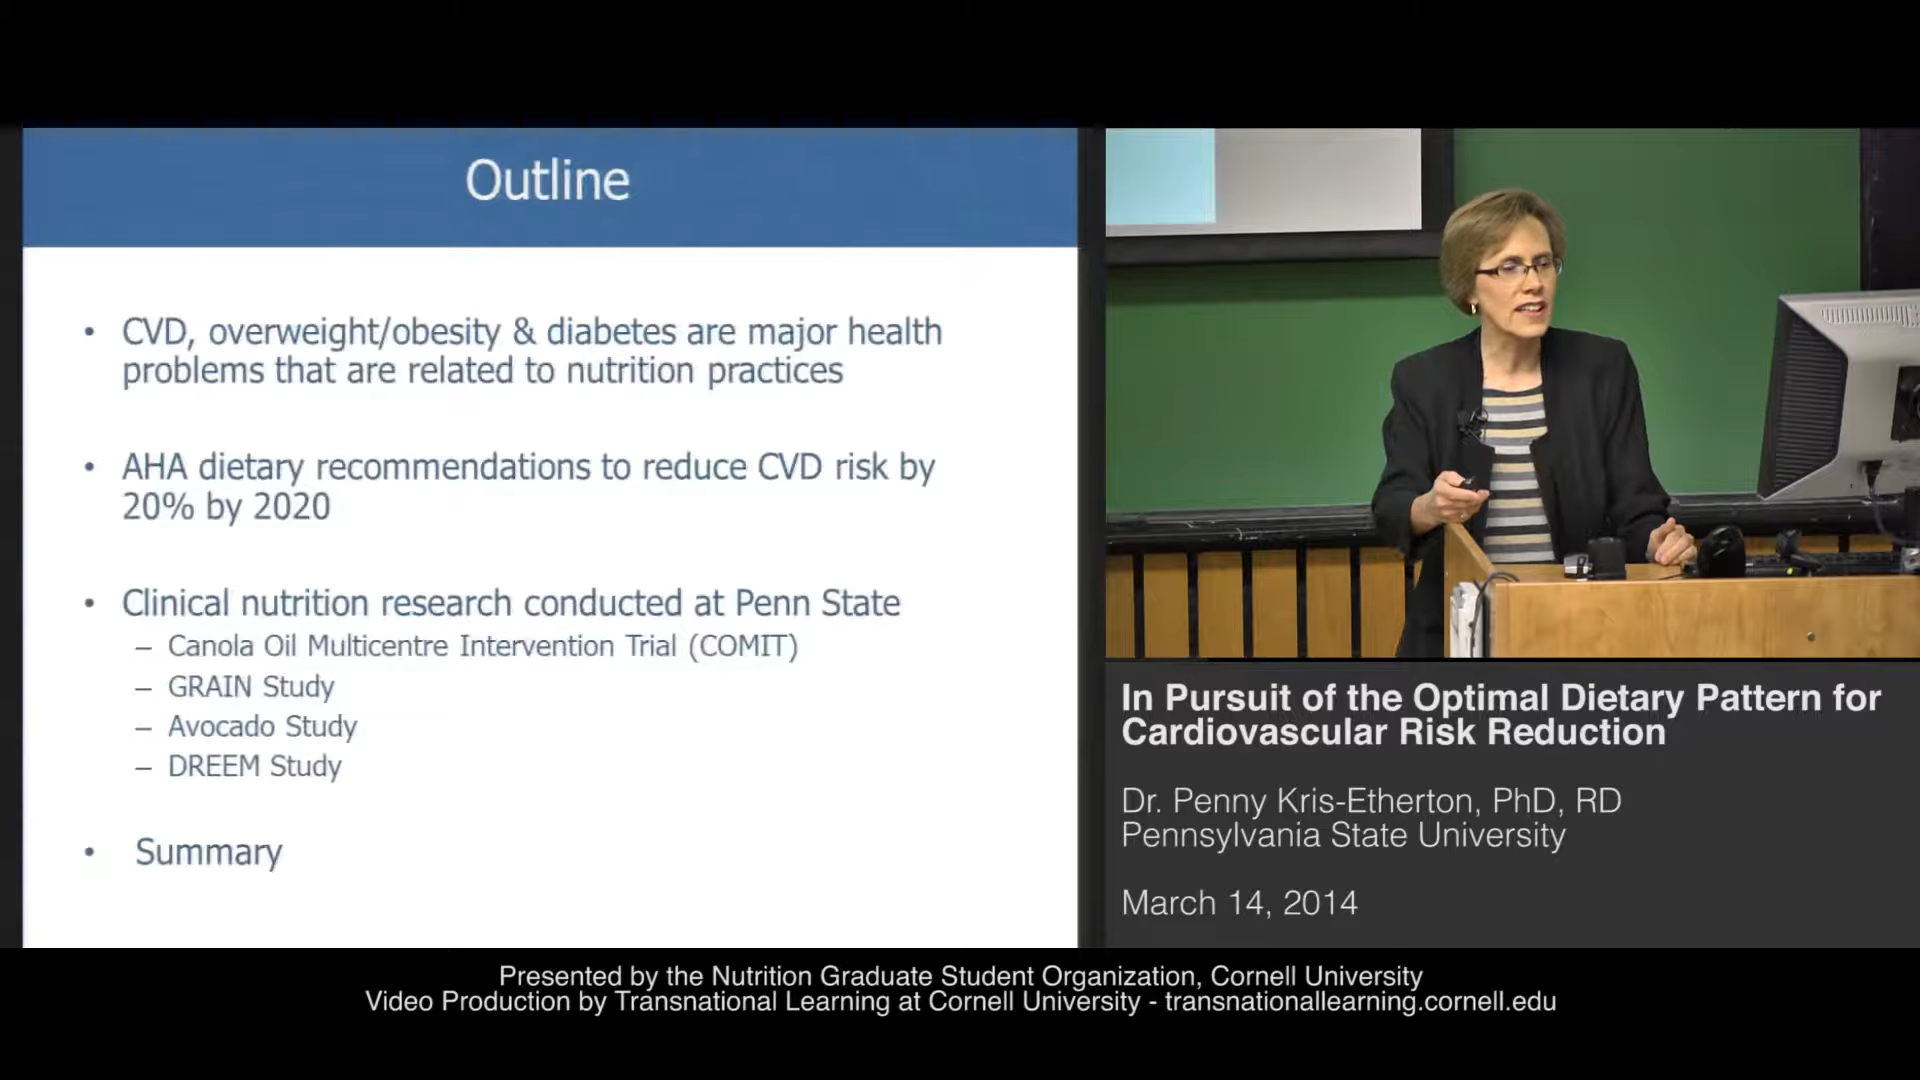 Outline
• CVD, overweight/obesity & diabetes are major health
problems that are related to nutrition practices
• AHA dietary recommendations to reduce CVD risk by
20% by 2020
• Clinical nutrition research conducted at Penn State
– Canola Oil Multicentre Intervention Trial (COMIT)
– GRAIN Study
– Avocado Study
– DREEM Study
• Summary
In Pursuit of the Optimal Dietary Pattern for
Cardiovascular Risk Reduction
Dr. Penny Kris-Etherton, PhD, RD
Pennsylvania State University
March 14, 2014
Presented by the Nutrition Graduate Student Organization, Cornell University
Video Production by Transnational Learning at Cornell University - transnationallearning.cornell.edu